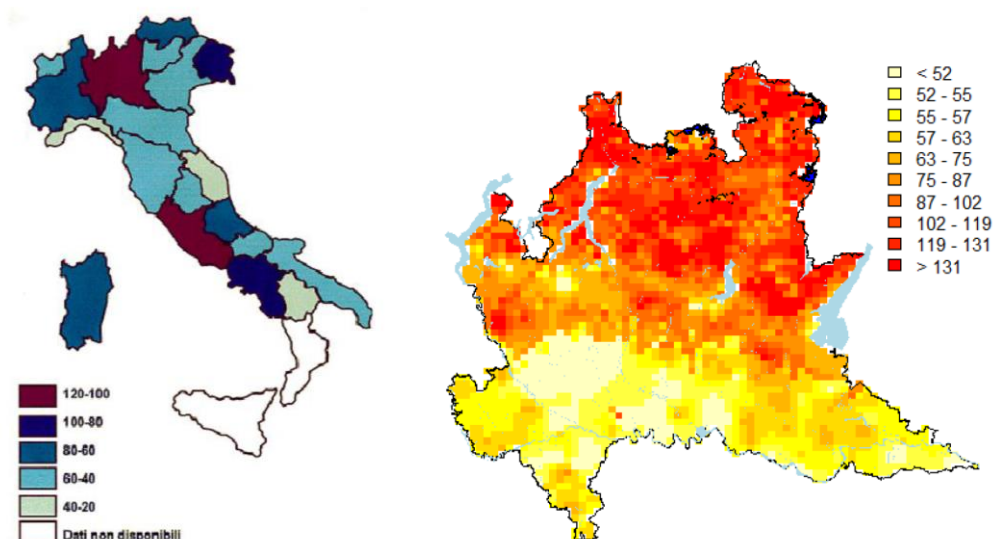 120-100
100-80
80-60
60-40
40-20
Dati non disponibili
< 52
52 - 55
55 - 57
57 - 63
63 - 75
75 - 87
87 - 102
102 - 119
119 - 131
> 131